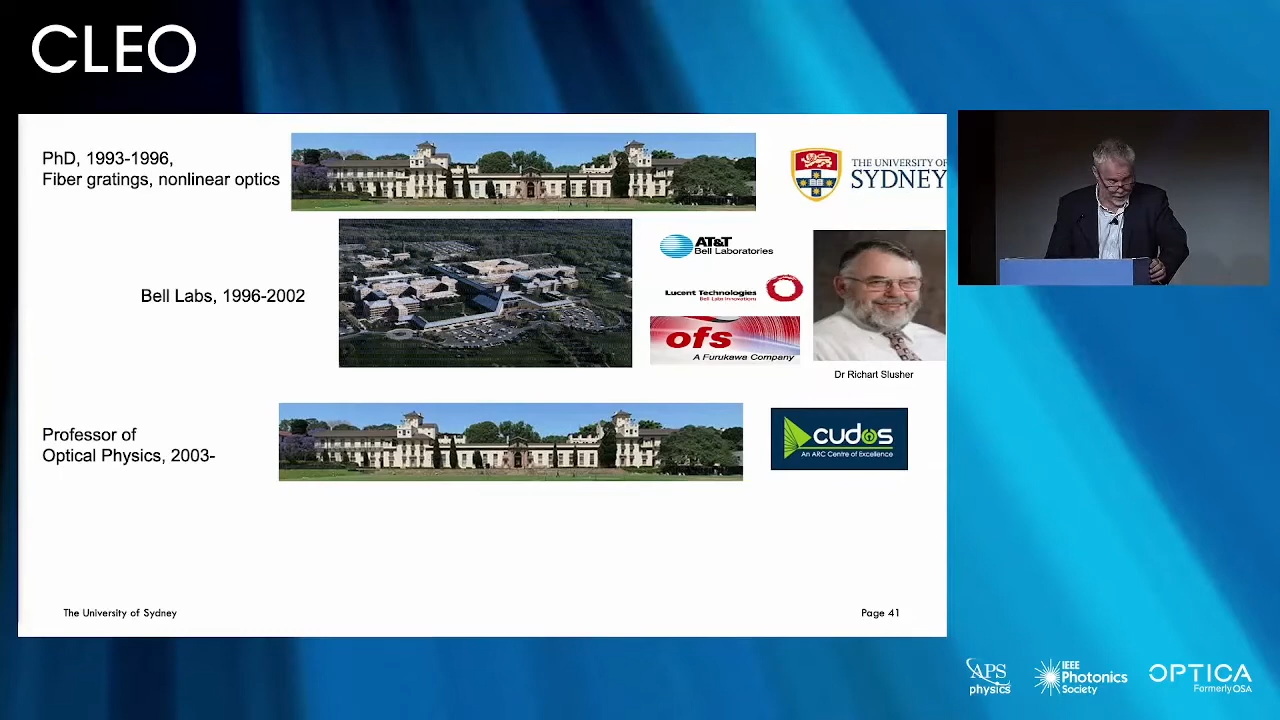 CLEO
PhD, 1993-1996,
Fiber gratings, nonlinear optics
THE UNIVERSITY OF
SYDNEY
AT&T
Bell Laboratories
Lucent Technologies
Bell Labs Innovations
Bell Labs, 1996-2002
ofs
A Furukawa Company
Dr Richart Slusher
Professor of
Optical Physics, 2003-
cudos
An ARC Centre of Excellence
The University of Sydney
Page 41
APS
physics
IEEE
Photonics
Society
OPTICA
Formerly OSA